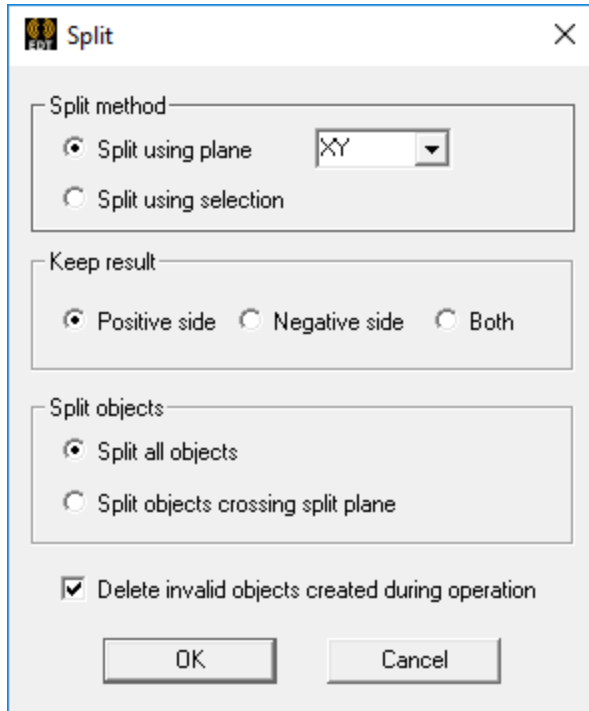 EDT Split
Split method
Split using plane XY
Split using selection
Keep result
Positive side Negative side Both
Split objects
Split all objects
Split objects crossing split plane
Delete invalid objects created during operation
OK Cancel